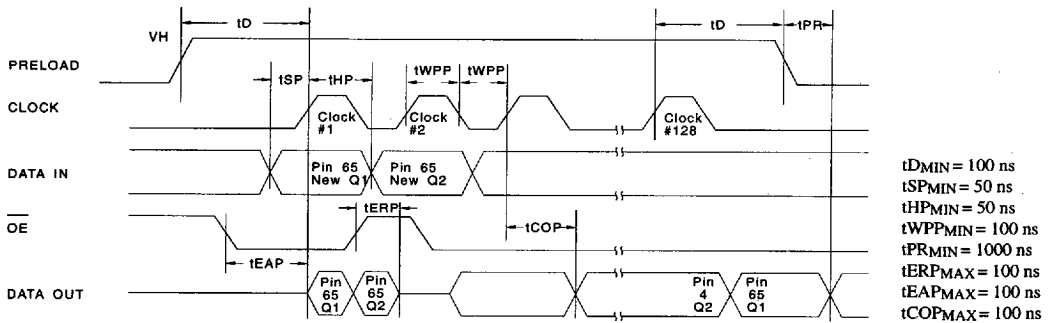 tD tD tPR
VH
PRELOAD
tSP tHP tWPP tWPP
CLOCK
Clock #1
Clock #2
Clock #128
DATA IN
Pin 65 New Q1
Pin 65 New Q2
OE
tERP
tCOP
tEAP
DATA OUT
Pin 65 Q1
Pin 65 Q2
Pin 4 Q2
Pin 65 Q1
tDMIN = 100 ns
tSPMIN = 50 ns
tHPMIN = 50 ns
tWPPMIN = 100 ns
tPRMIN = 1000 ns
tERPMAX = 100 ns
tEAPMAX = 100 ns
tCOPMAX = 100 ns